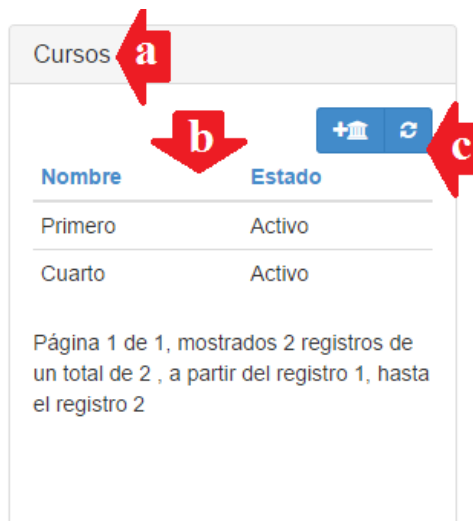 Cursos a
b
c
Nombre Estado
Primero Activo
Cuarto Activo
Página 1 de 1, mostrados 2 registros de
un total de 2 , a partir del registro 1, hasta
el registro 2